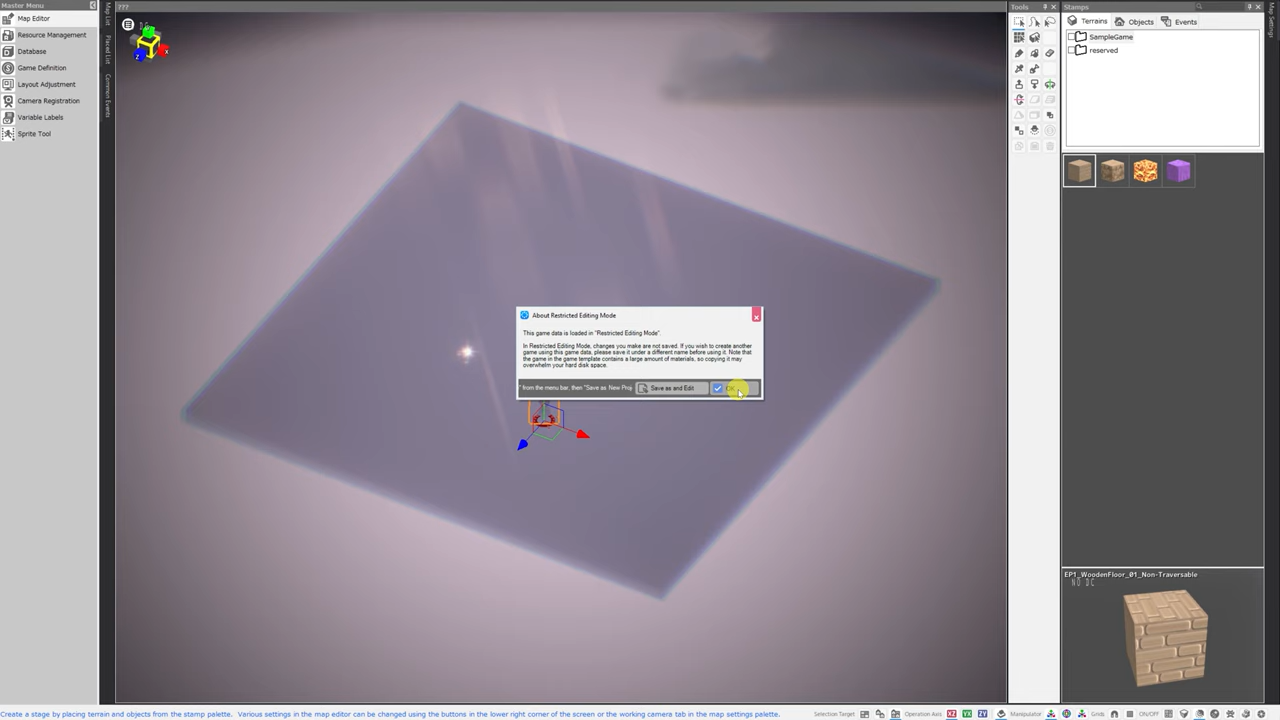 Master Menu
Map Editor
Resource Management
Database
Game Definition
Layout Adjustment
Camera Registration
Variable Labels
Sprite Tool
Map List
Placed List
Common Events
???
z
x
About Restricted Editing Mode
This game data is loaded in "Restricted Editing Mode".
In Restricted Editing Mode, changes you make are not saved. If you wish to create another
game using this game data, please save it under a different name before using it. Note that
the game in the game template contains a large amount of materials, so copying it may
overwhelm your hard disk space.
" from the menu bar, then "Save as New Proj
Save as and Edit
Tools
Stamps
Terrains
Objects
Events
SampleGame
reserved
Map Settings
EP1_WoodenFloor_01_Non-Traversable
Create a stage by placing terrain and objects from the stamp palette. Various settings in the map editor can be changed using the buttons in the lower right corner of the screen or the working camera tab in the map settings palette.
Selection Target
Operation Axis
XZ
YX
ZV
Manipulator
Grids
ON/OFF